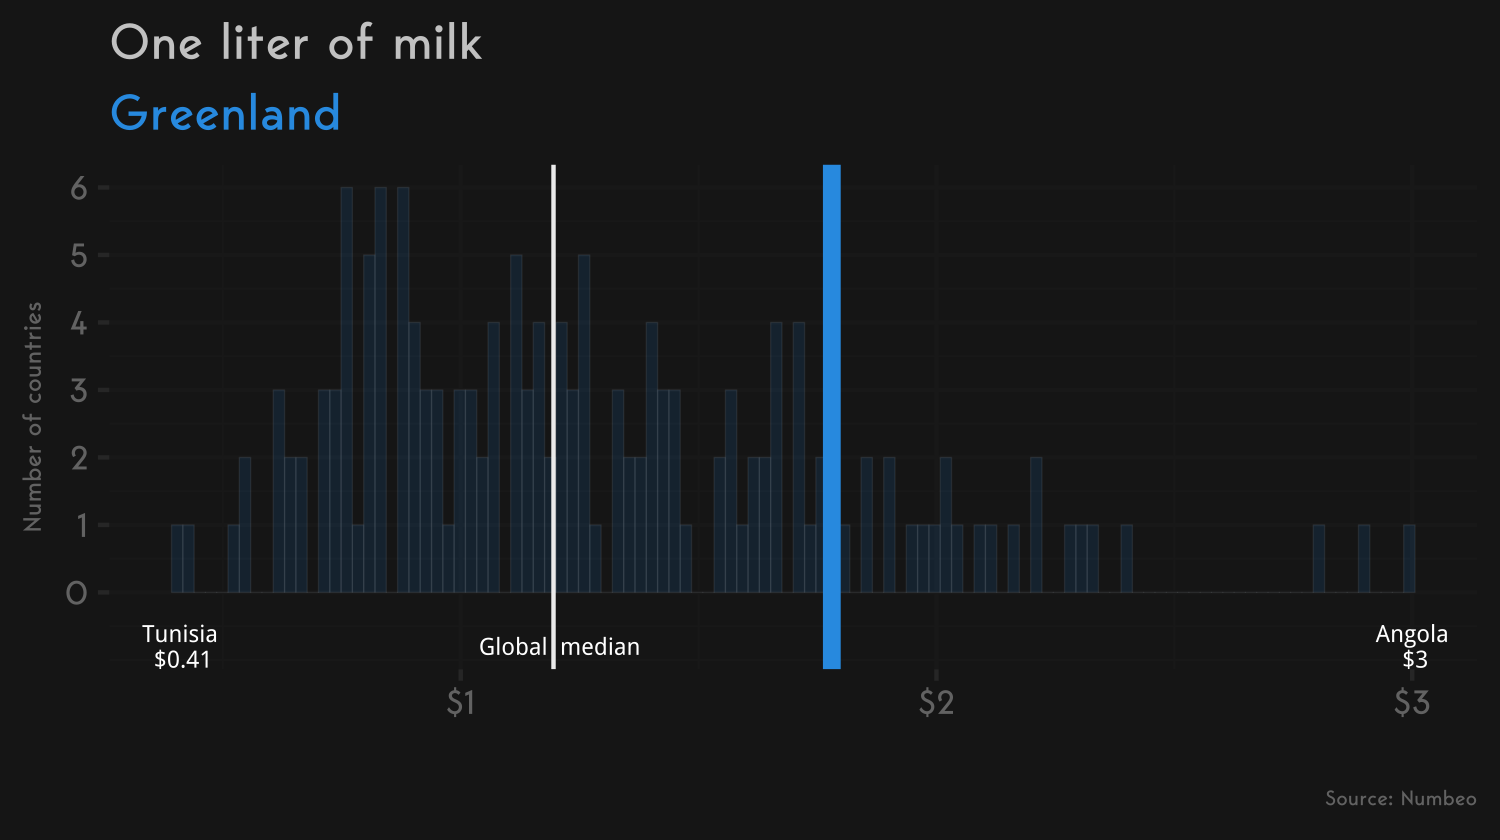 One liter of milk
Greenland
Number of countries
6
5
4
3
2
1
0
Tunisia
$0.41
Global median
Angola
$3
$1
$2
$3
Source: Numbeo